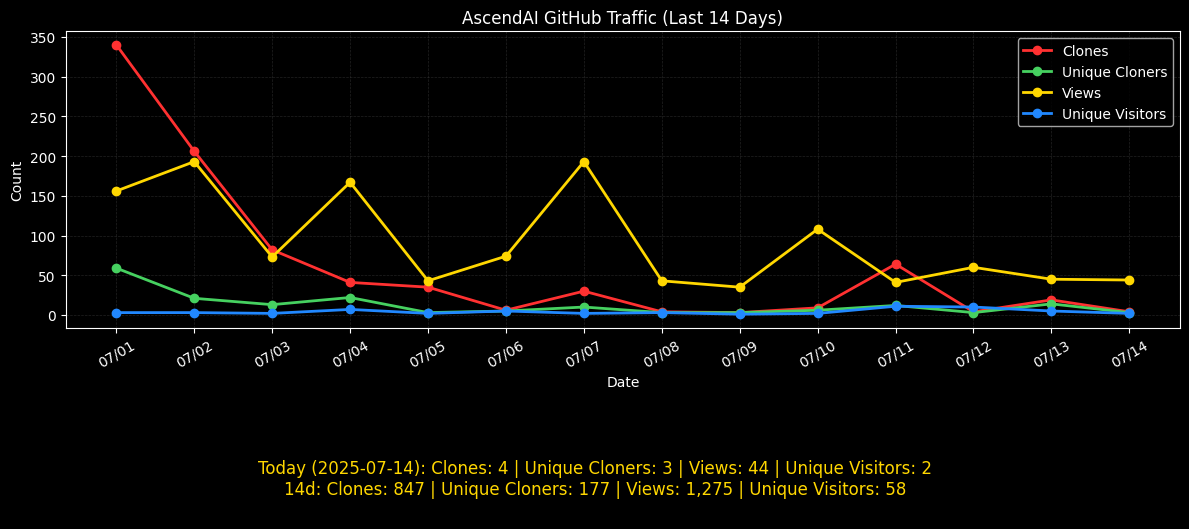 AscendAI GitHub Traffic (Last 14 Days)
Clones
Unique Cloners
Views
Unique Visitors
Count
350
300
250
200
150
100
50
0
07/01 07/02 07/03 07/04 07/05 07/06 07/07 07/08 07/09 07/10 07/11 07/12 07/13 07/14
Date
Today (2025-07-14): Clones: 4 | Unique Cloners: 3 | Views: 44 | Unique Visitors: 2
14d: Clones: 847 | Unique Cloners: 177 | Views: 1,275 | Unique Visitors: 58